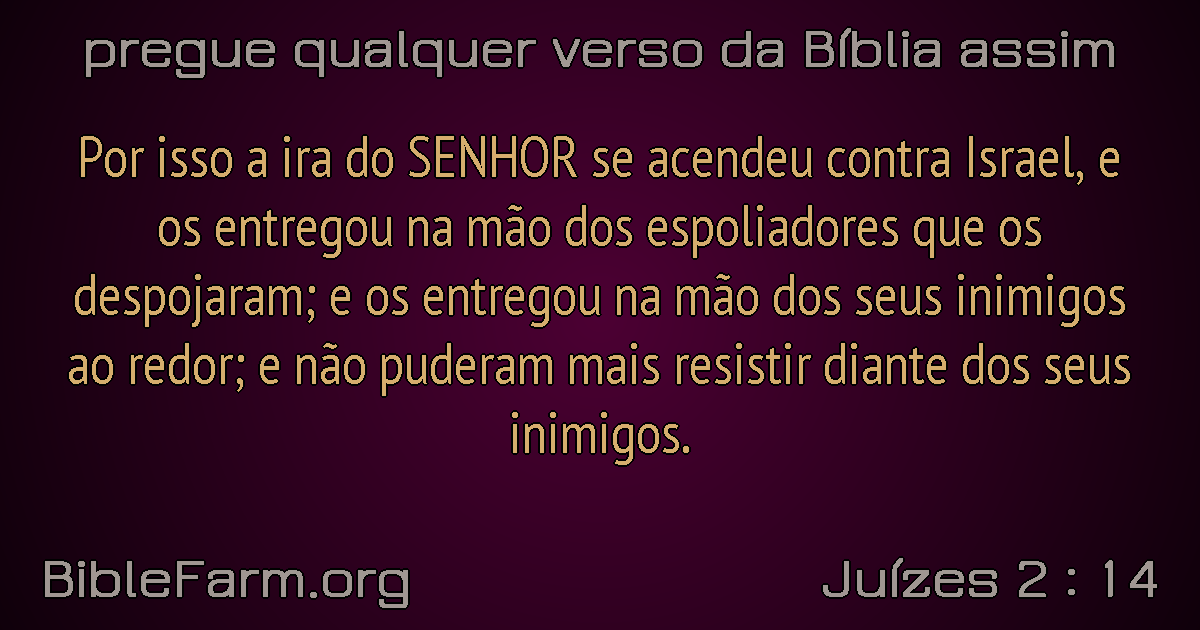 pregue qualquer verso da Bíblia assim
Por isso a ira do SENHOR se acendeu contra Israel, e
os entregou na mão dos espoliadores que os
despojaram; e os entregou na mão dos seus inimigos
ao redor; e não puderam mais resistir diante dos seus
inimigos.
BibleFarm.org
Juízes 2 : 14